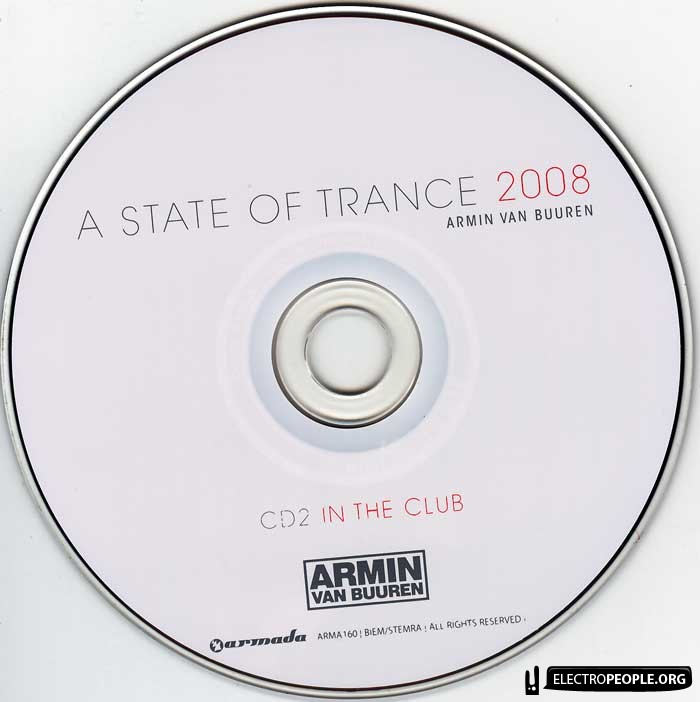 A STATE OF TRANCE 2008
ARMIN VAN BUUREN
CD2 IN THE CLUB
ARMIN
VAN BUUREN
armada ARMA160 ¦ BIEM/STEMRA ¦ ALL RIGHTS RESERVED ¦
ELECTROPEOPLE.ORG